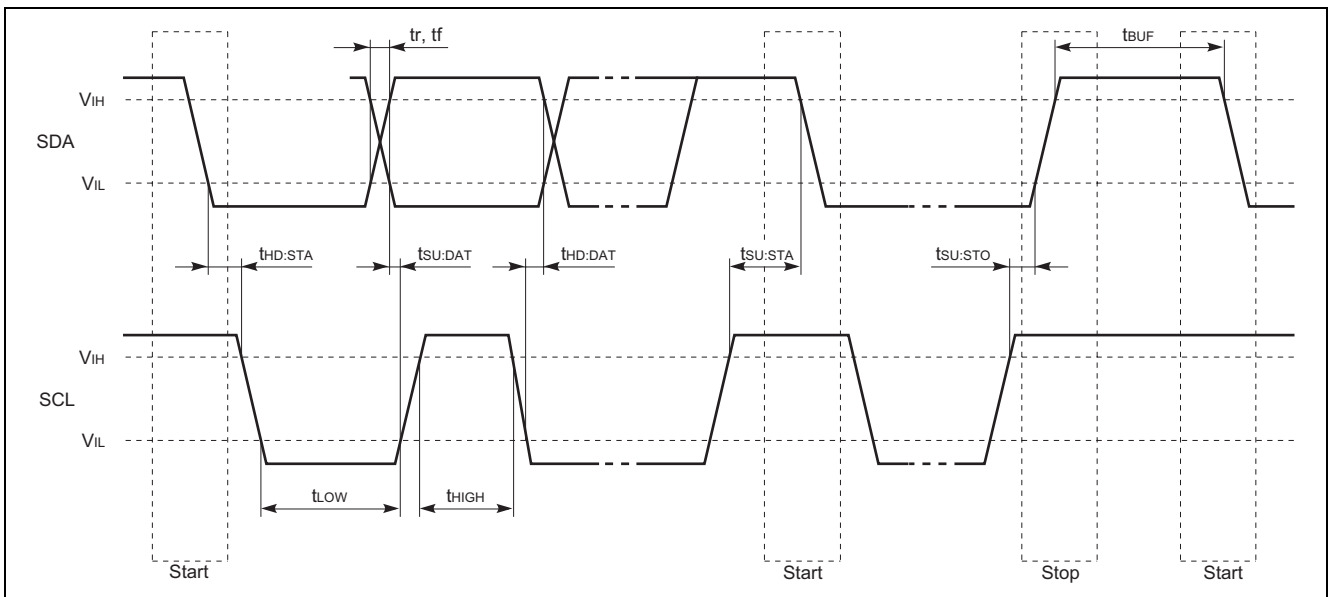 tr, tf
tBUF
VIH
SDA
VIL
tHD:STA
tSU:DAT
tHD:DAT
tSU:STA
tSU:STO
VIH
SCL
VIL
tLOW
tHIGH
Start
Start
Stop
Start